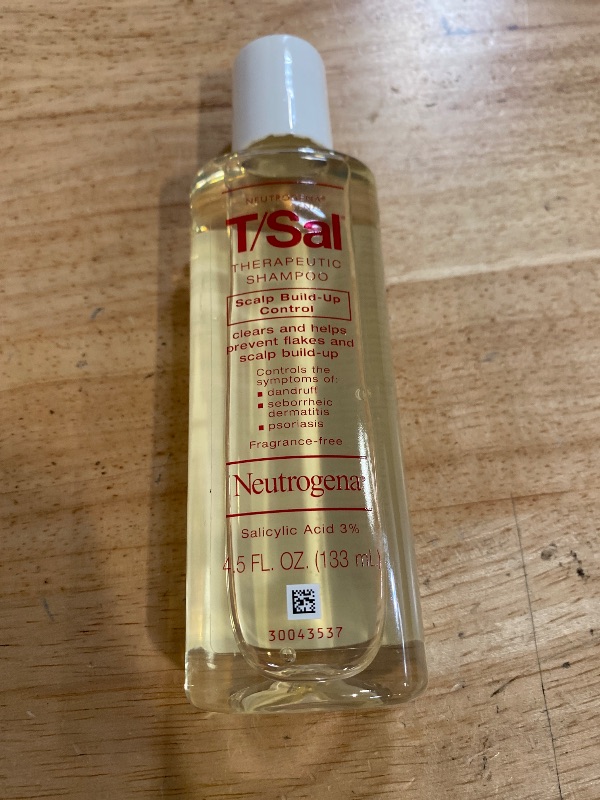 NEUTROGENA®
T/Sal®
THERAPEUTIC
SHAMPOO
Scalp Build-Up
Control
clears and helps
prevent flakes and
scalp build-up
Controls the
symptoms of:
▪ dandruff
▪ seborrheic
dermatitis
▪ psoriasis
Fragrance-free
Neutrogena®
Salicylic Acid 3%
4.5 FL. OZ. (133 mL)
30043537